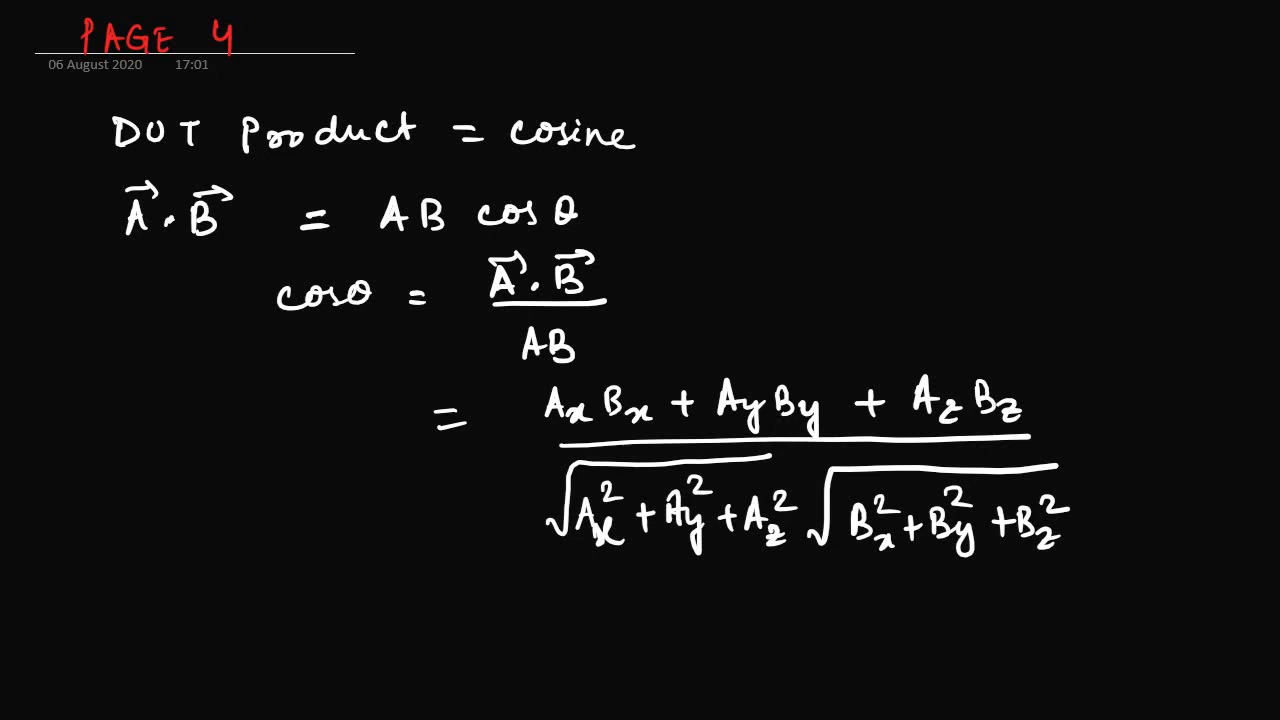 PAGE 4
06 August 2020 17:01
DOT Product = cosine
A⃗ . B⃗ = AB cos θ
cosθ = A⃗ . B⃗
AB
= AₓBₓ + AyBy + AzBz
√Aₓ² + Ay² + Az² √Bₓ² + By² + Bz²